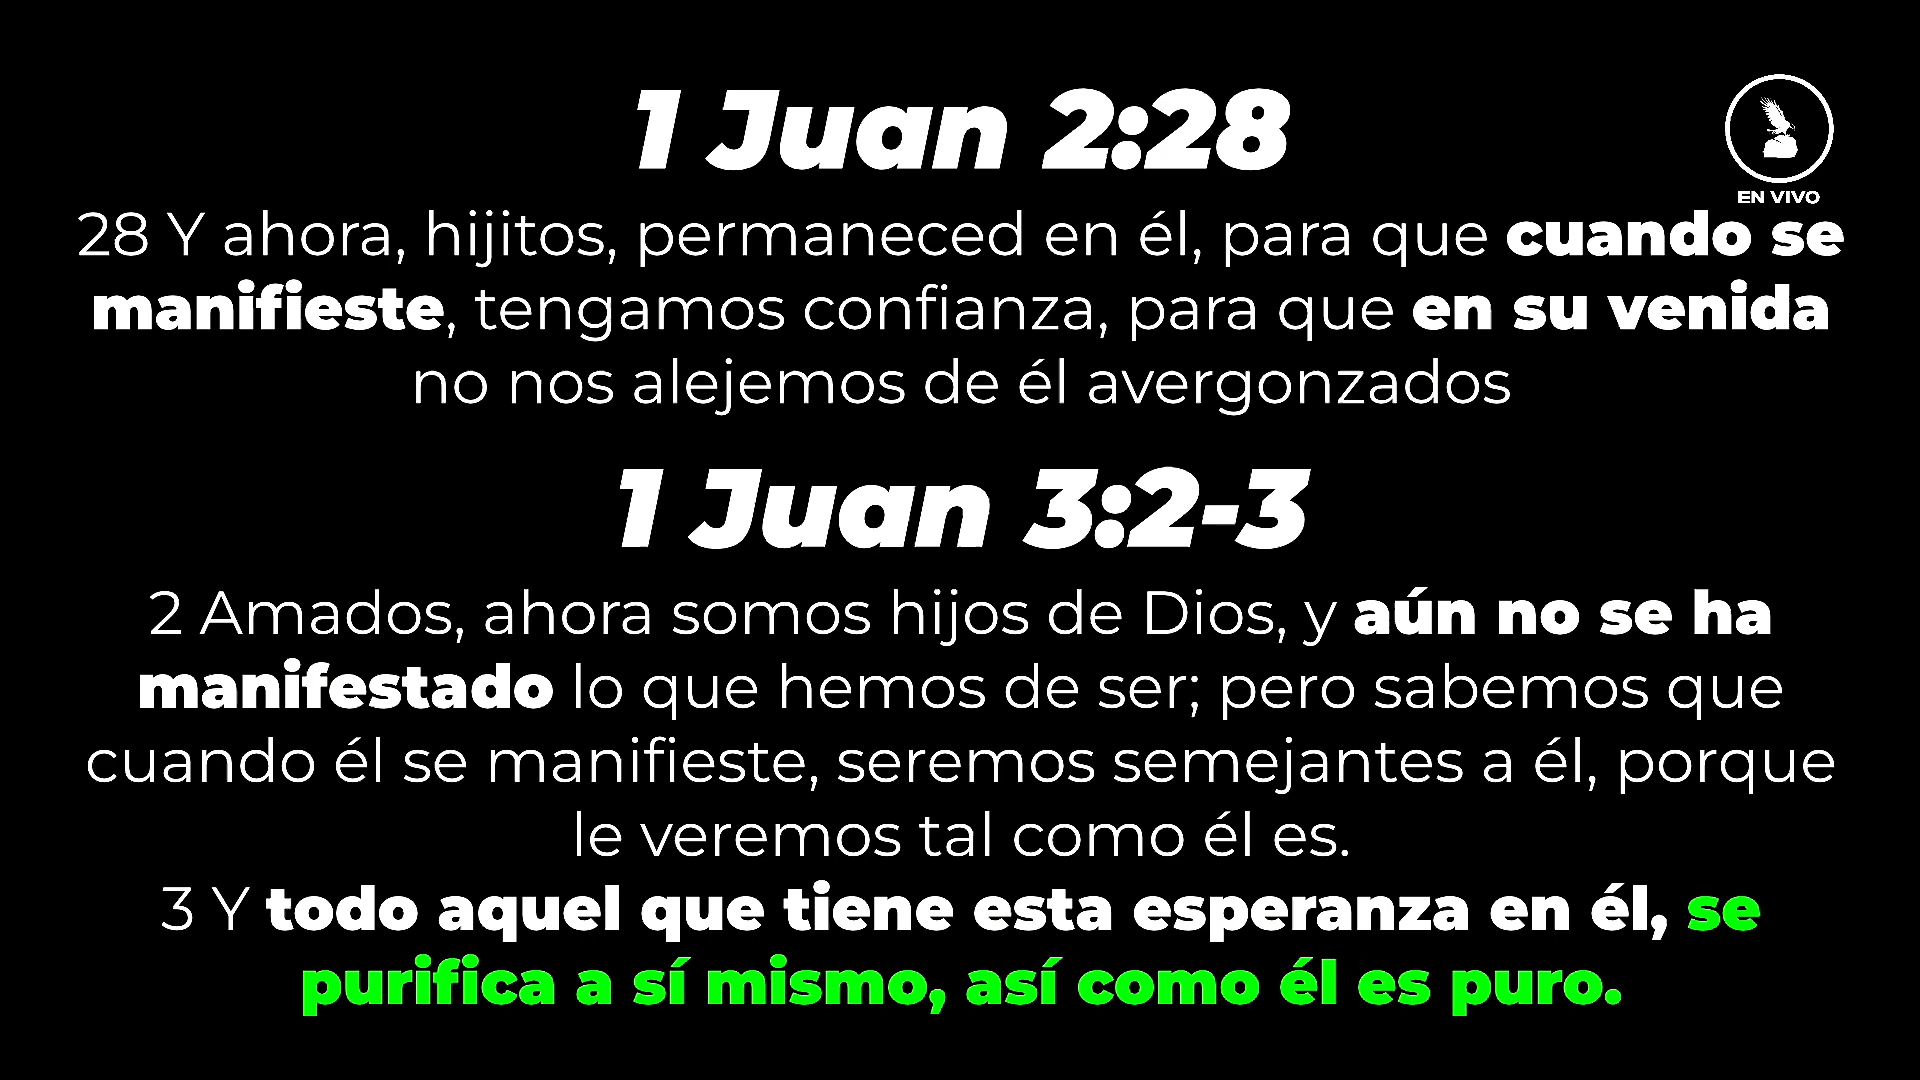 1 Juan 2:28
EN VIVO
28 Y ahora, hijitos, permaneced en él, para que cuando se
manifieste, tengamos confianza, para que en su venida
no nos alejemos de él avergonzados
1 Juan 3:2-3
2 Amados, ahora somos hijos de Dios, y aún no se ha
manifestado lo que hemos de ser; pero sabemos que
cuando él se manifieste, seremos semejantes a él, porque
le veremos tal como él es.
3 Y todo aquel que tiene esta esperanza en él, se
purifica a sí mismo, así como él es puro.